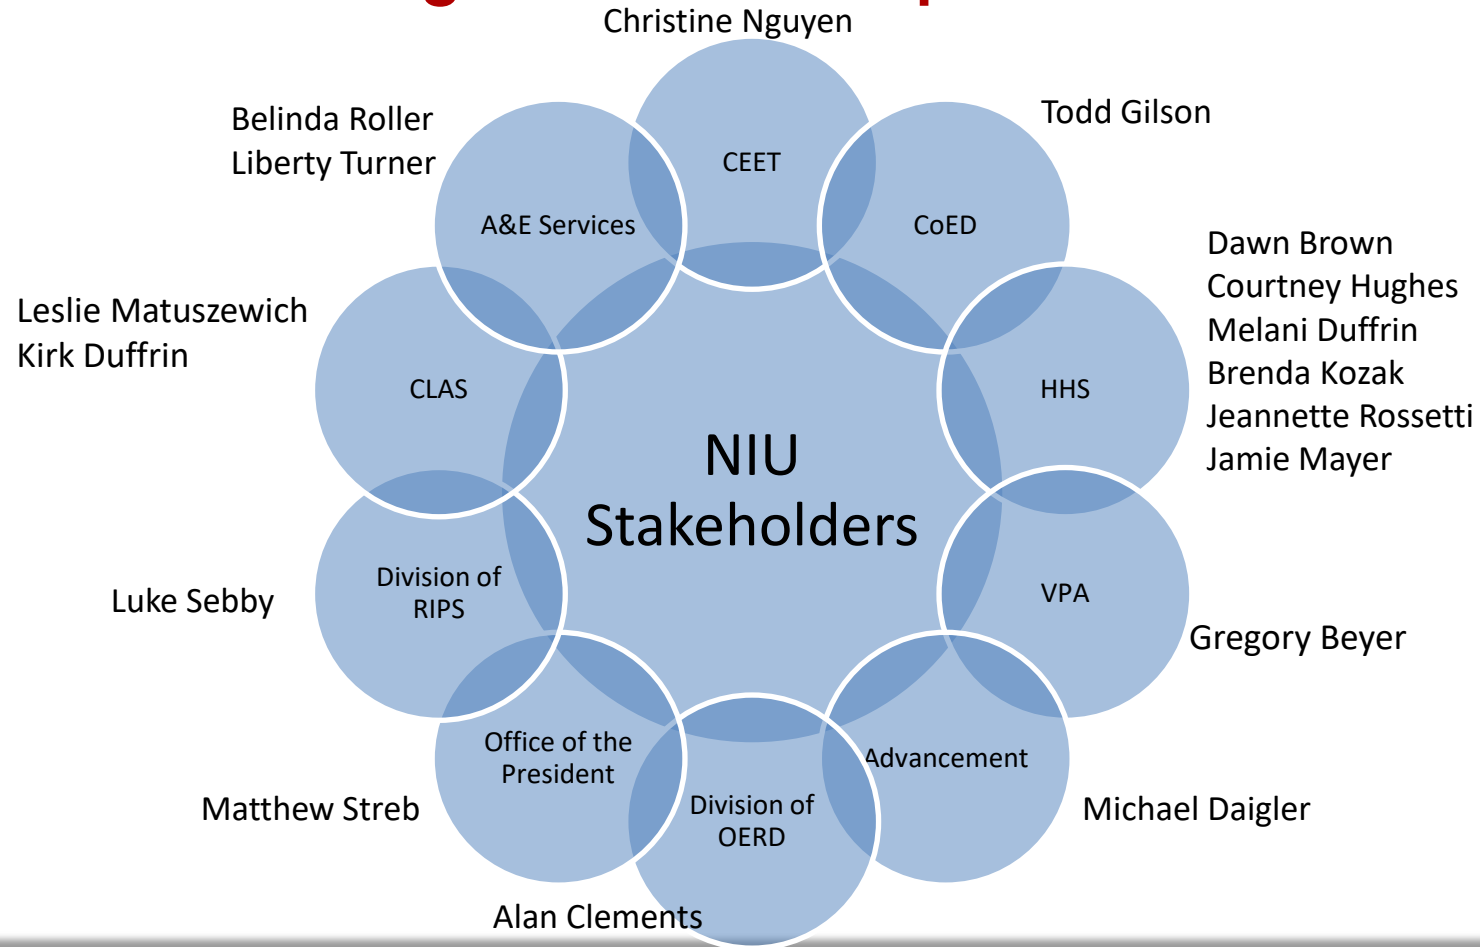 Christine Nguyen
Belinda Roller
Liberty Turner
Todd Gilson
CEET
A&E Services
CoED
Dawn Brown
Courtney Hughes
Melani Duffrin
Brenda Kozak
Jeannette Rossetti
Jamie Mayer
Leslie Matuszewich
Kirk Duffrin
CLAS
HHS
NIU
Stakeholders
Luke Sebby
Division of
RIPS
VPA
Gregory Beyer
Office of the
President
Advancement
Matthew Streb
Division of
OERD
Michael Daigler
Alan Clements